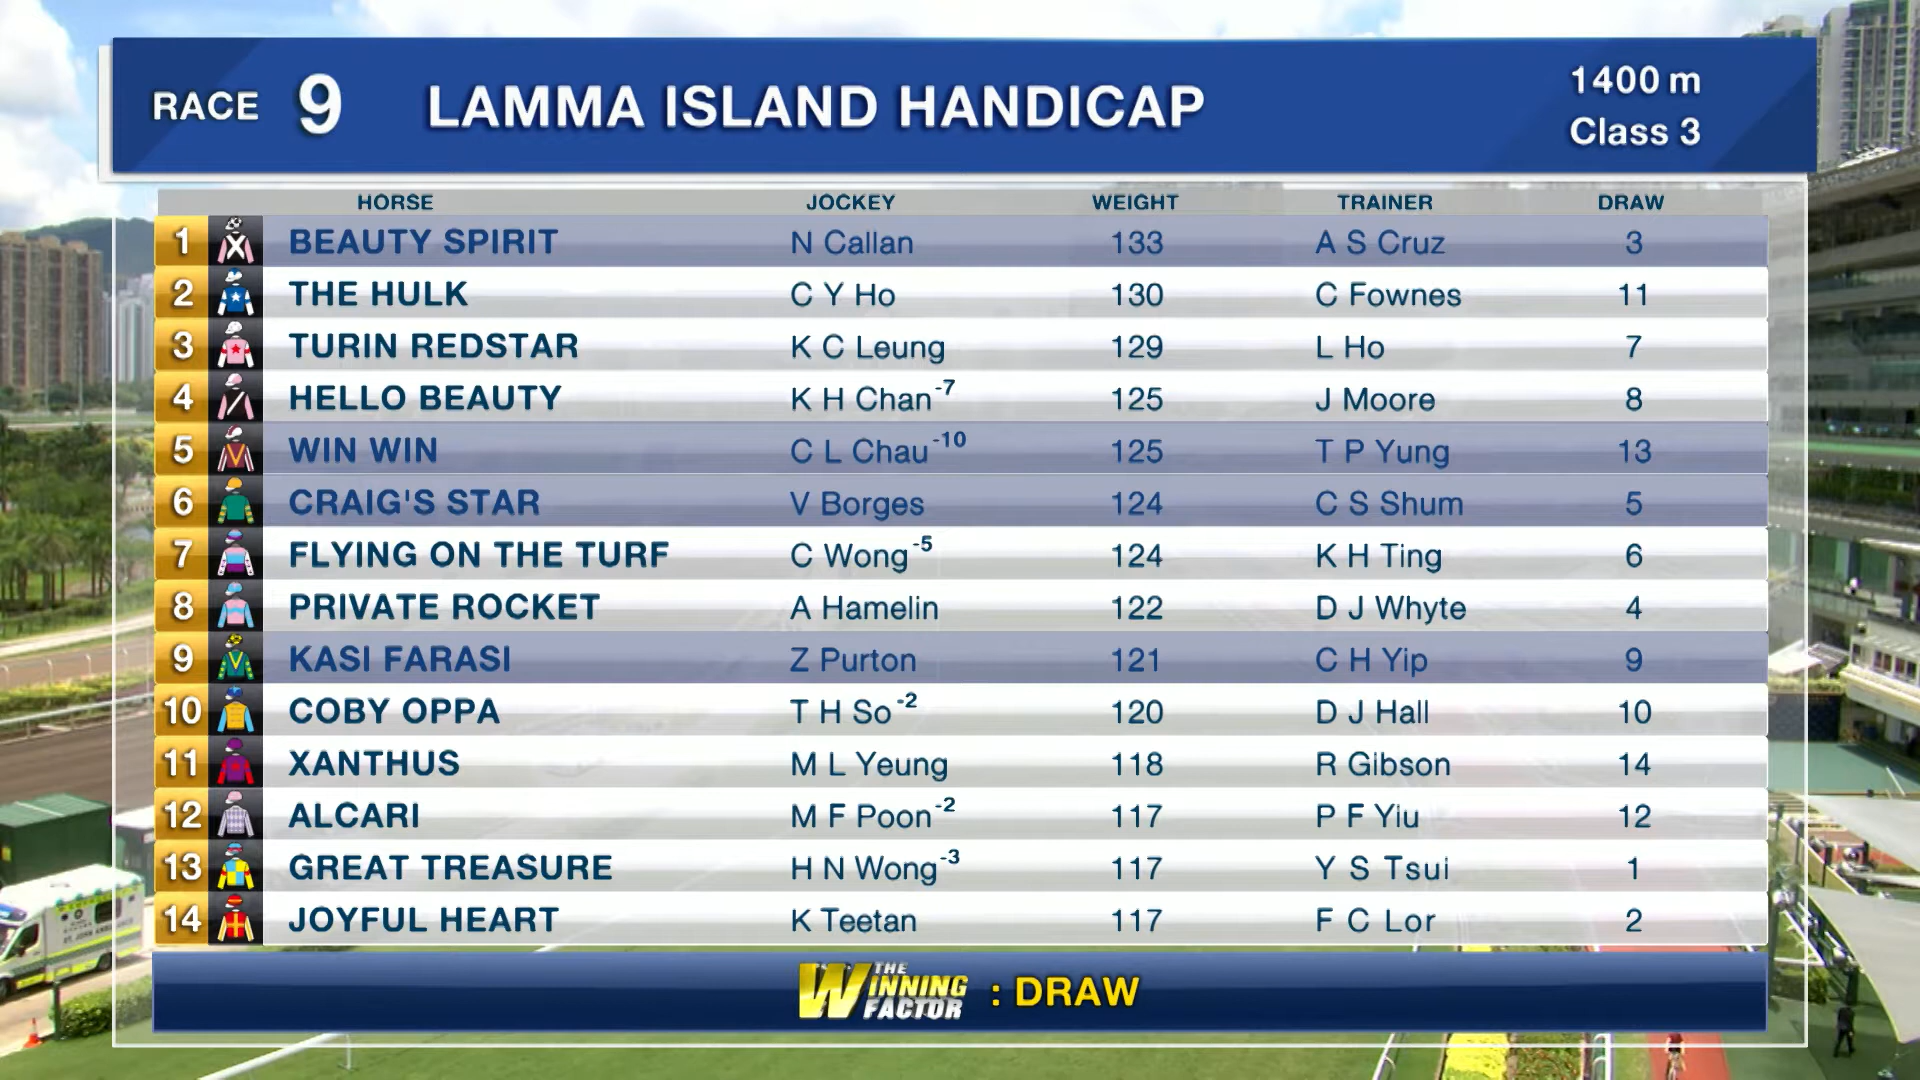 RACE 9 LAMMA ISLAND HANDICAP
1400 m
Class 3
HORSE JOCKEY WEIGHT TRAINER DRAW
1 BEAUTY SPIRIT N Callan 133 A S Cruz 3
2 THE HULK C Y Ho 130 C Fownes 11
3 TURIN REDSTAR K C Leung 129 L Ho 7
4 HELLO BEAUTY K H Chan -7 125 J Moore 8
5 WIN WIN C L Chau -10 125 T P Yung 13
6 CRAIG'S STAR V Borges 124 C S Shum 5
7 FLYING ON THE TURF C Wong -5 124 K H Ting 6
8 PRIVATE ROCKET A Hamelin 122 D J Whyte 4
9 KASI FARASI Z Purton 121 C H Yip 9
10 COBY OPPA T H So -2 120 D J Hall 10
11 XANTHUS M L Yeung 118 R Gibson 14
12 ALCARI M F Poon -2 117 P F Yiu 12
13 GREAT TREASURE H N Wong -3 117 Y S Tsui 1
14 JOYFUL HEART K Teetan 117 F C Lor 2
THE WINNING FACTOR : DRAW